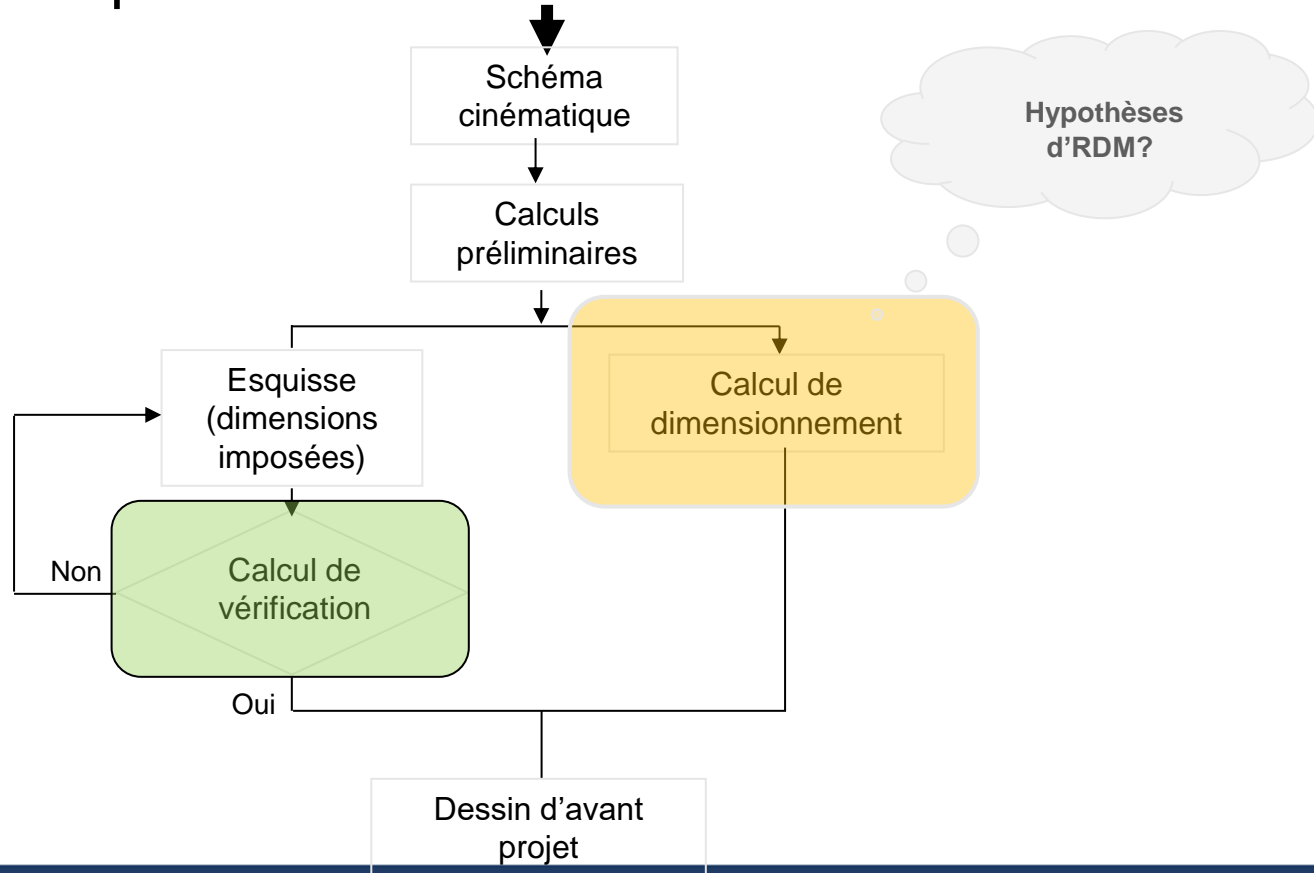 Schéma
cinématique
Hypothèses
d’RDM?
Calculs
préliminaires
Esquisse
(dimensions
imposées)
Calcul de
dimensionnement
Non
Calcul de
vérification
Oui
Dessin d’avant
projet